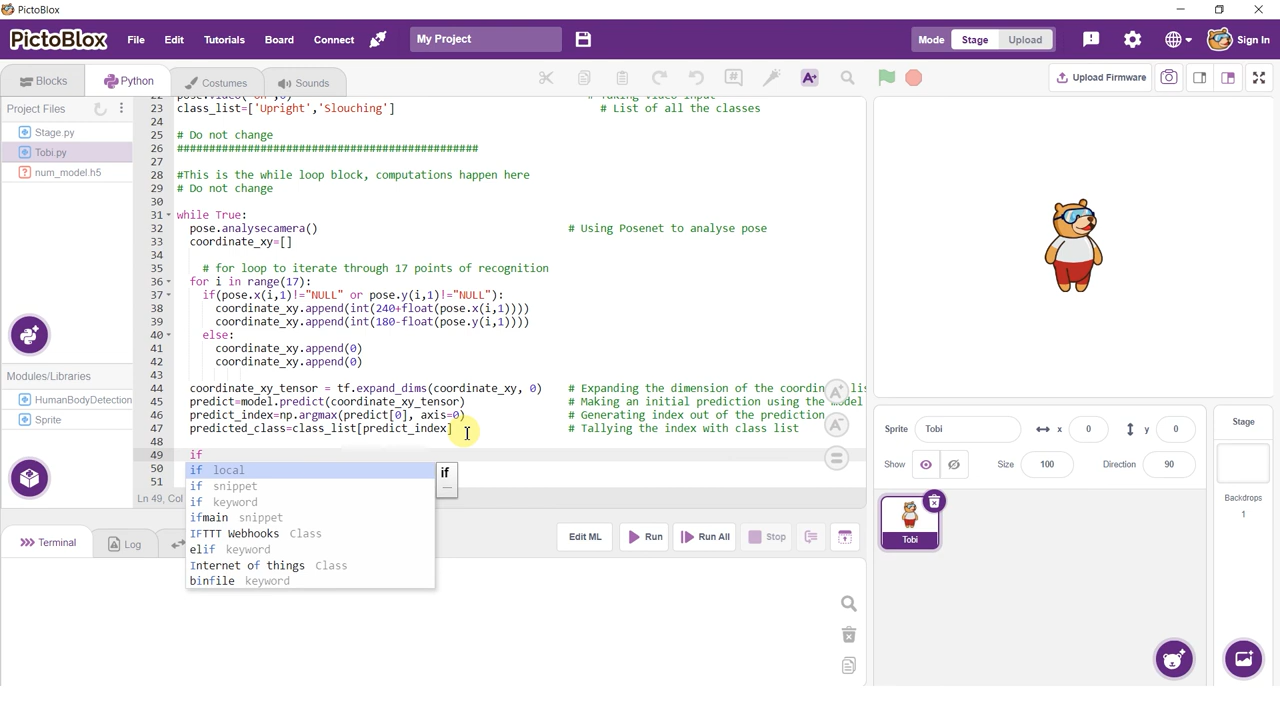 PictoBlox
PictoBlox File Edit Tutorials Board Connect My Project Mode Stage Upload Sign In
Blocks Python Costumes Sounds Upload Firmware
Project Files
Stage.py
Tobi.py
num_model.h5
Modules/Libraries
HumanBodyDetection
Sprite
23 class_list=['Upright','Slouching'] # List of all the classes
24
25 # Do not change
26 ###############################################
27
28 #This is the while loop block, computations happen here
29 # Do not change
30
31 while True:
32 pose.analysecamera() # Using Posenet to analyse pose
33 coordinate_xy=[]
34
35 # for loop to iterate through 17 points of recognition
36 for i in range(17):
37 if(pose.x(i,1)!="NULL" or pose.y(i,1)!="NULL"):
38 coordinate_xy.append(int(240+float(pose.x(i,1))))
39 coordinate_xy.append(int(180-float(pose.y(i,1))))
40 else:
41 coordinate_xy.append(0)
42 coordinate_xy.append(0)
43
44 coordinate_xy_tensor = tf.expand_dims(coordinate_xy, 0) # Expanding the dimension of the coordin
45 predict=model.predict(coordinate_xy_tensor) # Making an initial prediction using the model
46 predict_index=np.argmax(predict[0], axis=0) # Generating index out of the prediction
47 predicted_class=class_list[predict_index] # Tallying the index with class list
48
49 if
50
51
if local
if snippet
if keyword
ifmain snippet
IFTTT Webhooks Class
elif keyword
Internet of things Class
binfile keyword
if
Ln 49, Col
Terminal Log Edit ML Run Run All Stop
Sprite Tobi x 0 y 0
Show Size 100 Direction 90
Tobi
Stage
Backdrops
1